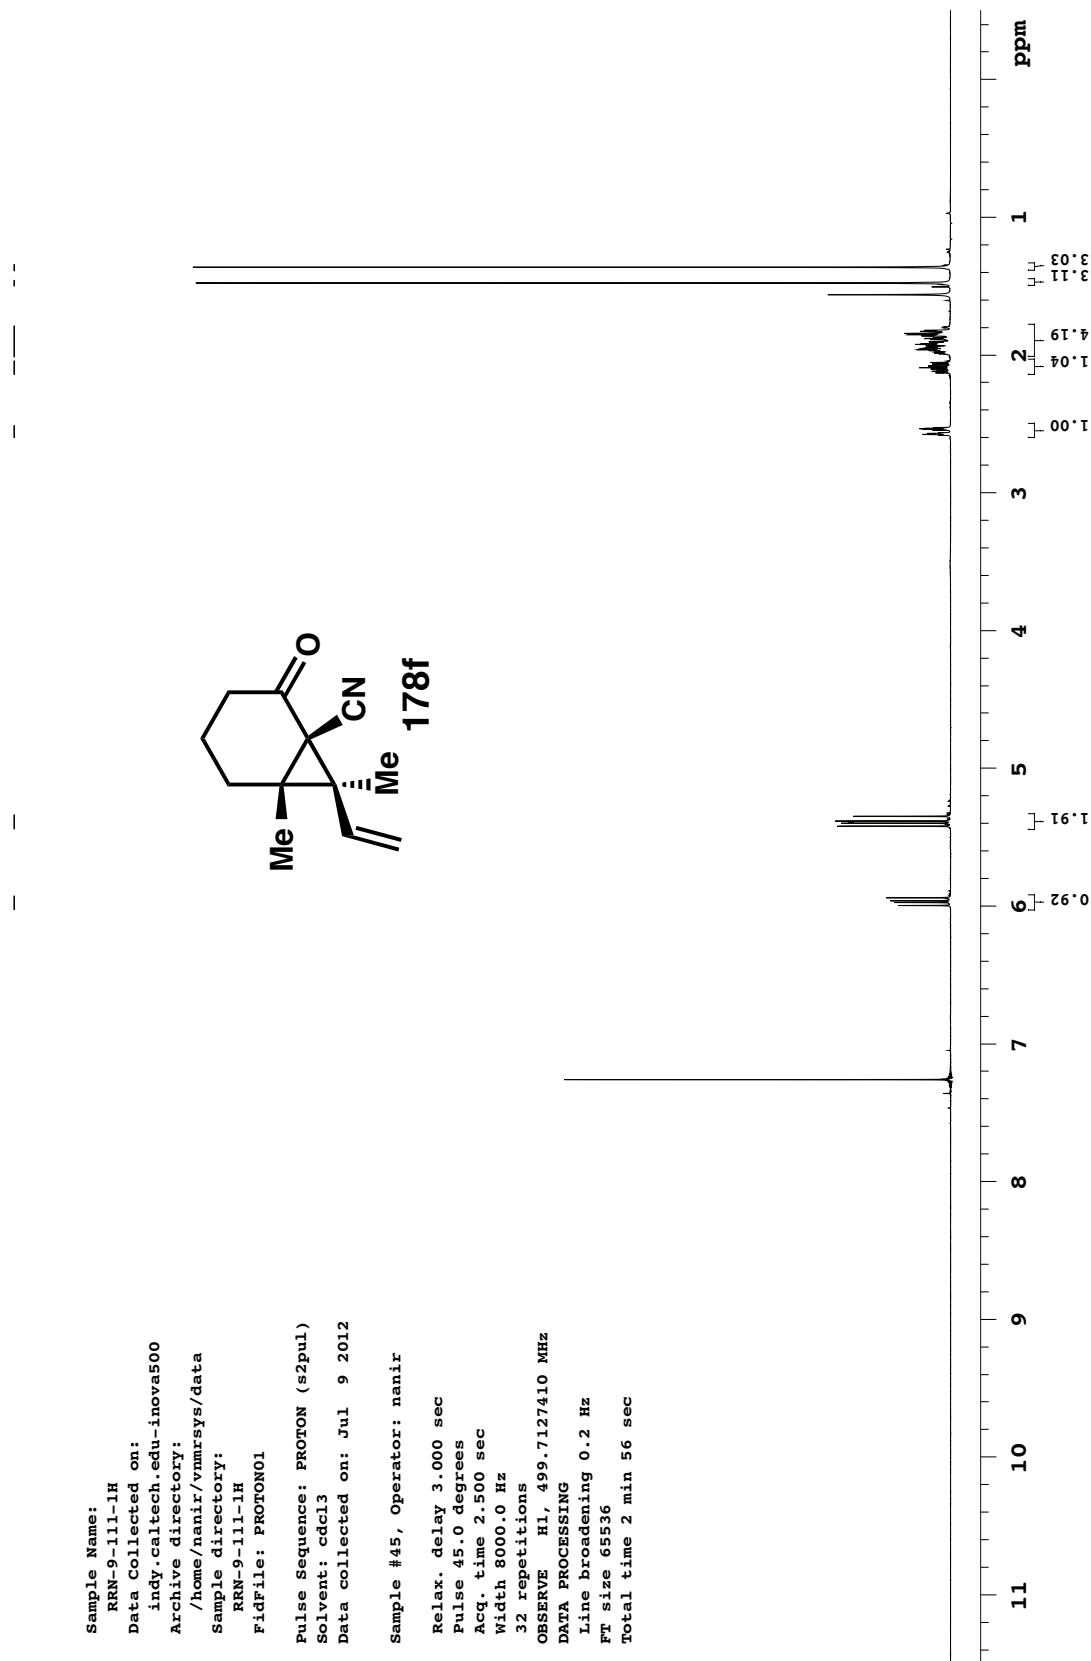 Sample Name:
RRN-9-111-1H
Data Collected on:
indy.caltech.edu-inova500
Archive directory:
/home/nanir/vnmrsys/data
Sample directory:
RRN-9-111-1H
FidFile: PROTON01
Pulse Sequence: PROTON (s2pul)
Solvent: cdcl3
Data collected on: Jul 9 2012
Sample #45, Operator: nanir
Relax. delay 3.000 sec
Pulse 45.0 degrees
Acq. time 2.500 sec
Width 8000.0 Hz
32 repetitions
OBSERVE H1, 499.7127410 MHz
DATA PROCESSING
Line broadening 0.2 Hz
FT size 65536
Total time 2 min 56 sec
O
CN
Me
Me
178f
11 10 9 8 7 6 5 4 3 2 1 ppm
0.92 1.91 1.00 1.04 4.19 3.11 3.03